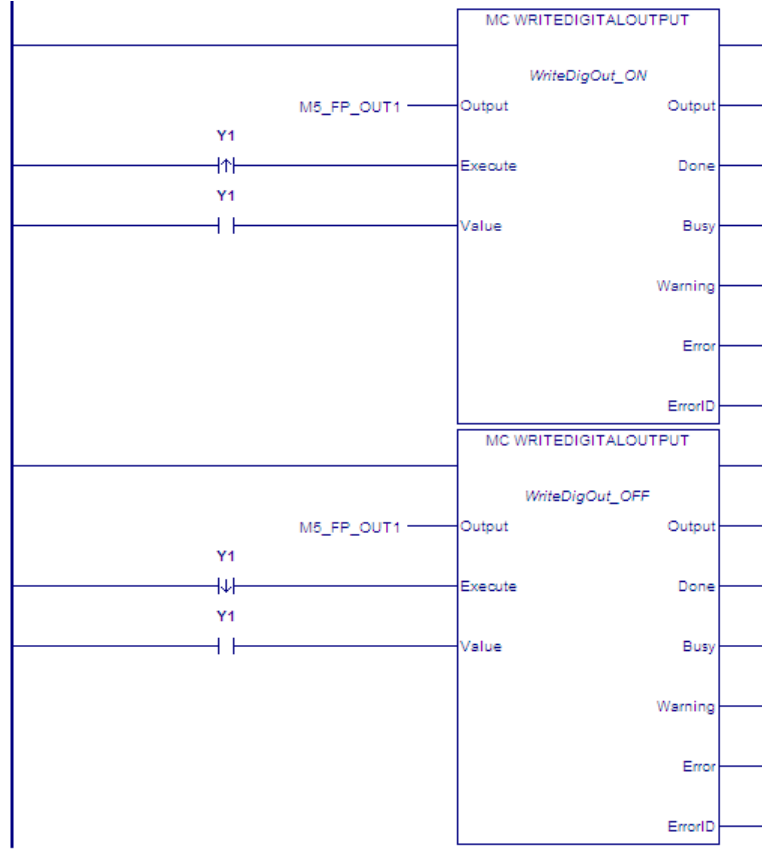 MC WRITEDIGITALOUTPUT
WriteDigOut_ON
M5_FP_OUT1 Output Output
Y1
Execute Done
Y1
Value Busy
Warning
Error
ErrorID
MC WRITEDIGITALOUTPUT
WriteDigOut_OFF
M5_FP_OUT1 Output Output
Y1
Execute Done
Y1
Value Busy
Warning
Error
ErrorID